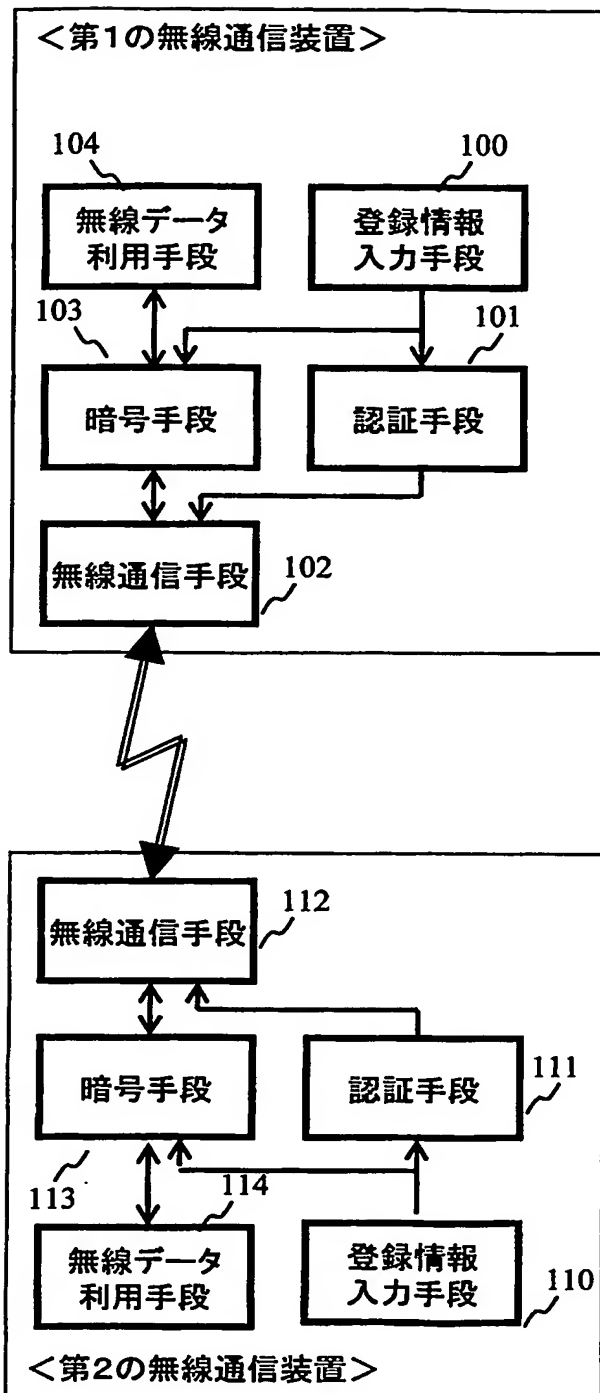 <第1の無線通信装置>
104
100
無線データ
利用手段
登録情報
入力手段
103
101
暗号手段
認証手段
無線通信手段
102
無線通信手段
112
暗号手段
認証手段
111
113
114
無線データ
利用手段
登録情報
入力手段
110
<第2の無線通信装置>